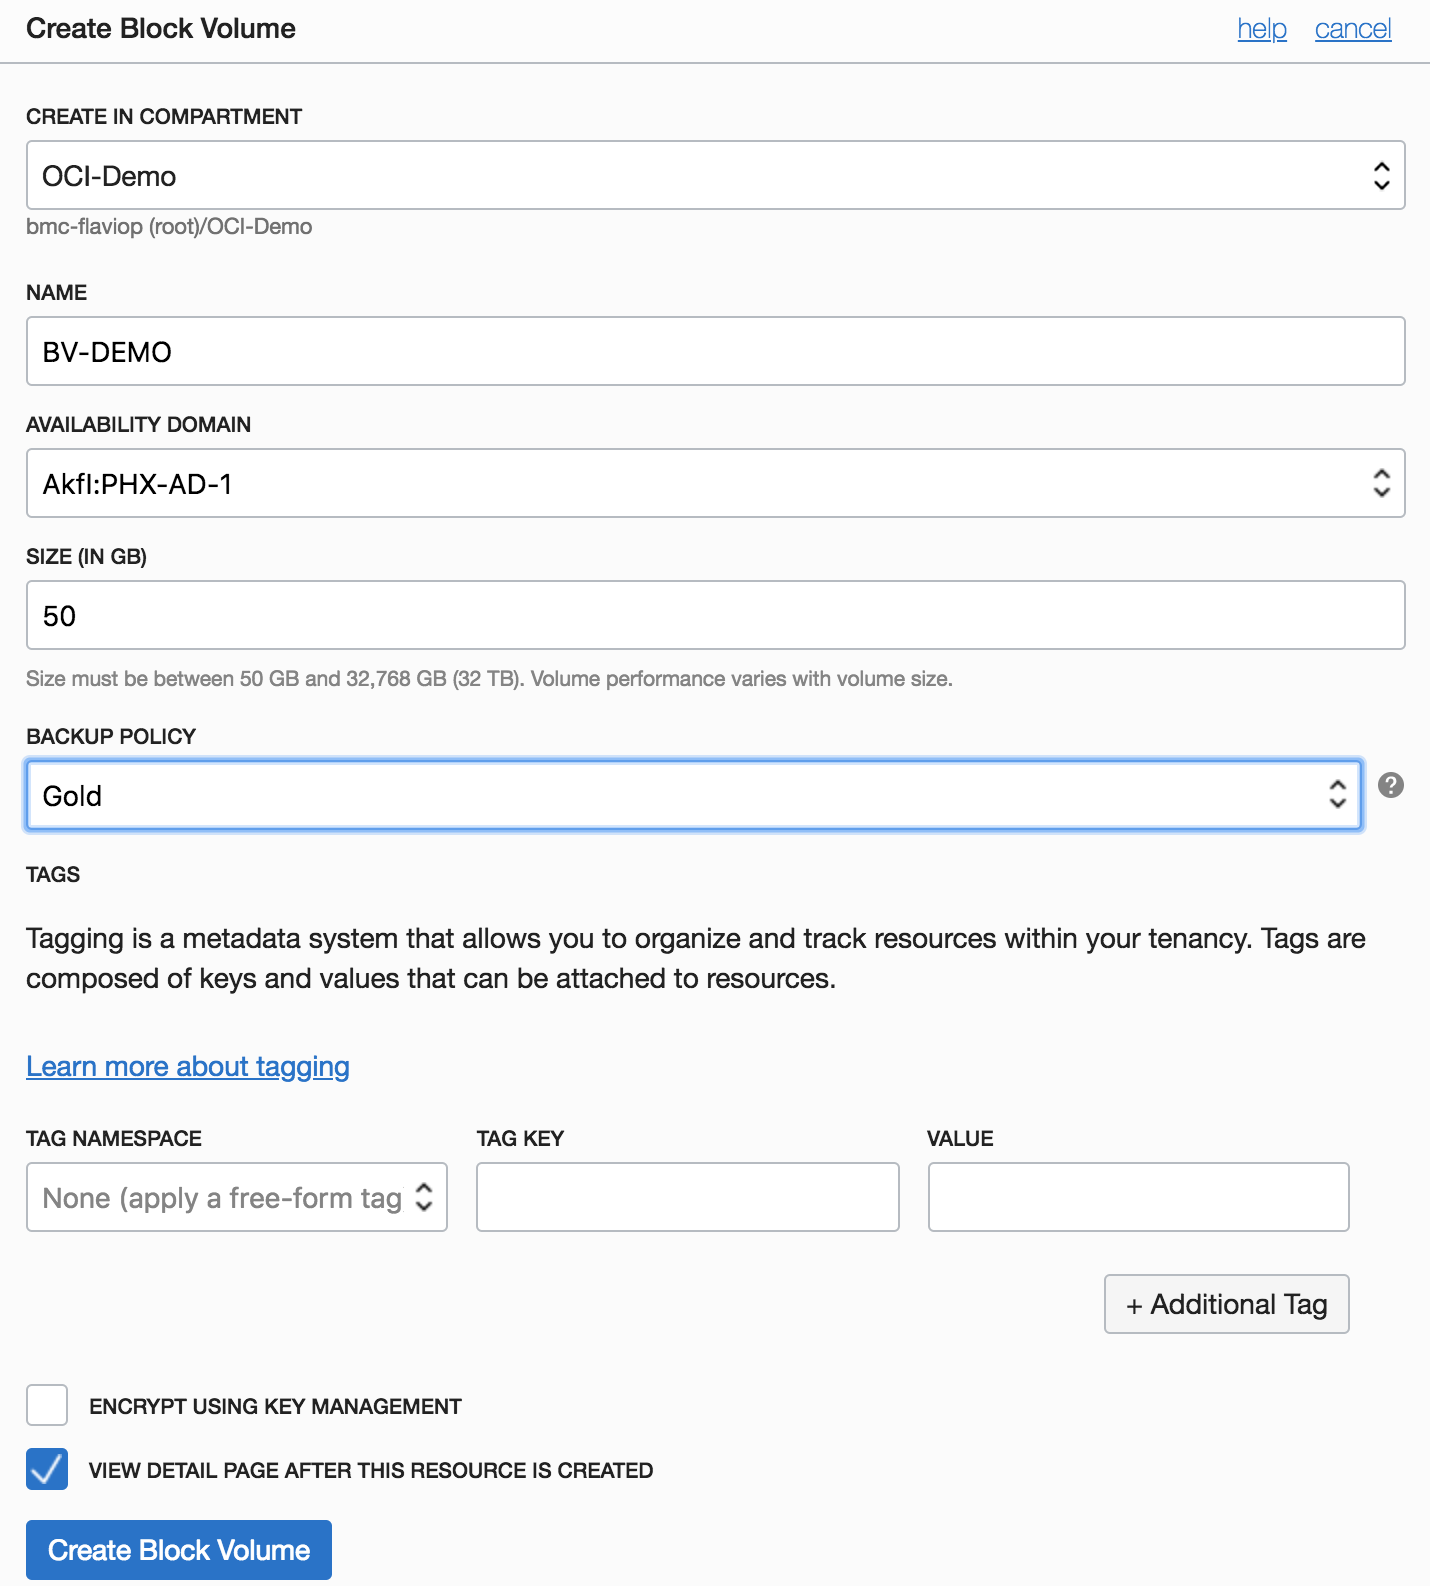 Create Block Volume
help cancel
CREATE IN COMPARTMENT
OCI-Demo
bmc-flaviop (root)/OCI-Demo
NAME
BV-DEMO
AVAILABILITY DOMAIN
Akfl:PHX-AD-1
SIZE (IN GB)
50
Size must be between 50 GB and 32,768 GB (32 TB). Volume performance varies with volume size.
BACKUP POLICY
Gold
?
TAGS
Tagging is a metadata system that allows you to organize and track resources within your tenancy. Tags are
composed of keys and values that can be attached to resources.
Learn more about tagging
TAG NAMESPACE TAG KEY VALUE
None (apply a free-form tag
+ Additional Tag
ENCRYPT USING KEY MANAGEMENT
VIEW DETAIL PAGE AFTER THIS RESOURCE IS CREATED
Create Block Volume